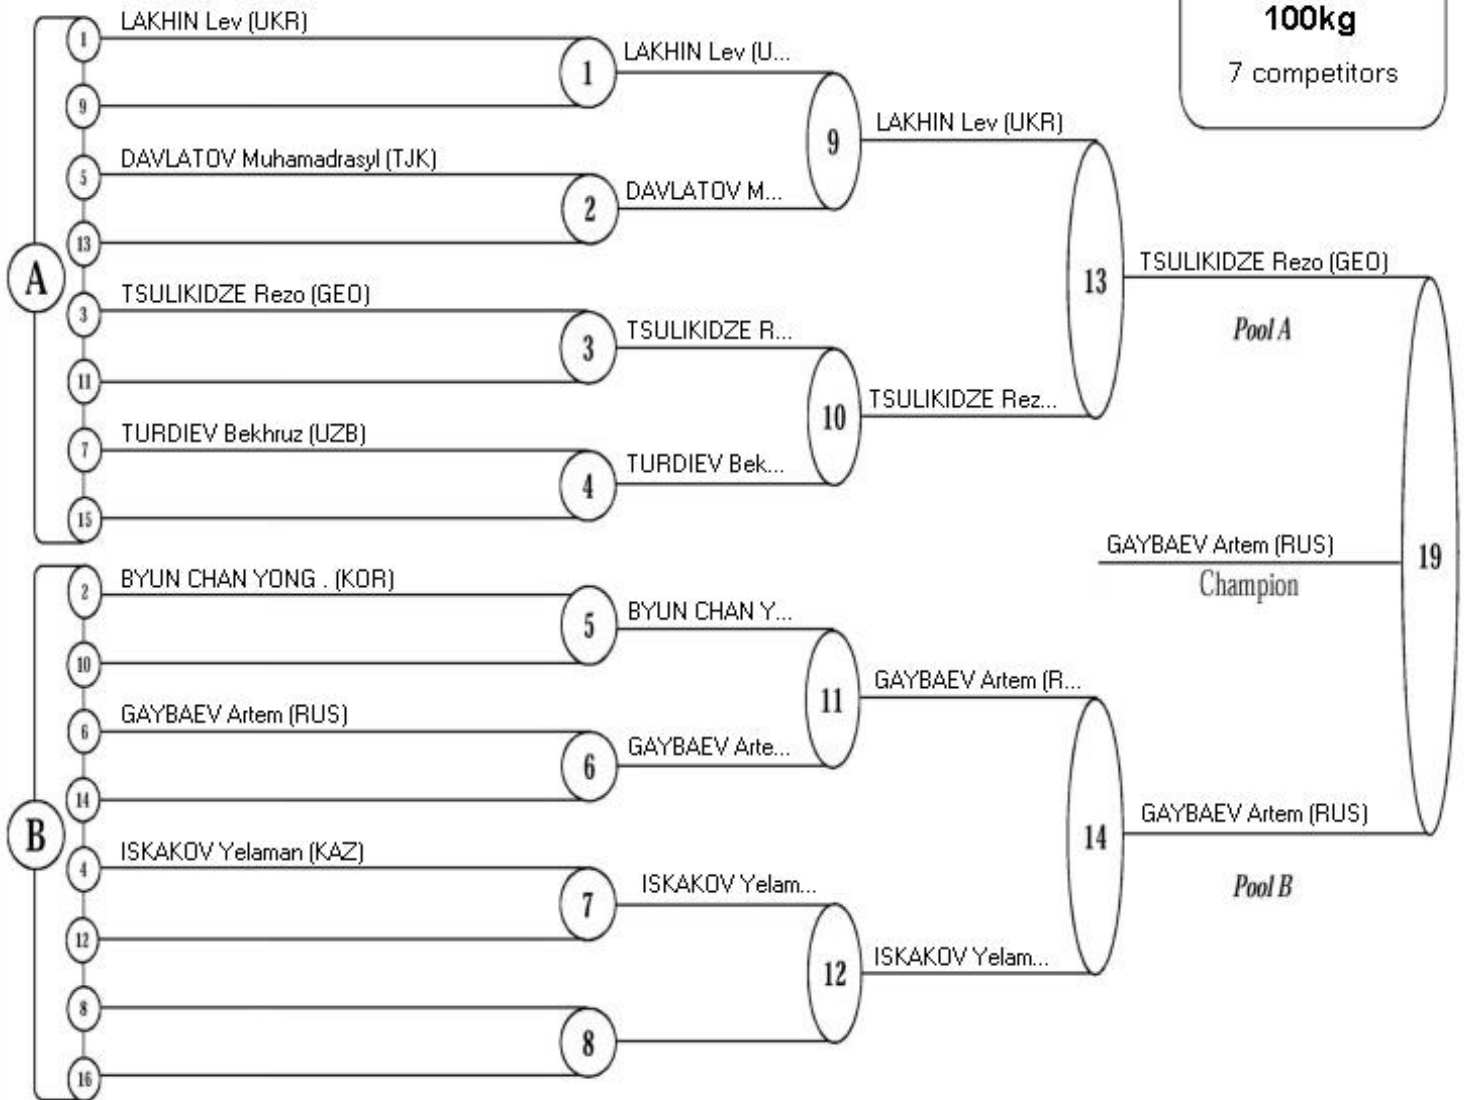 100kg
7 competitors
A
1
LAKHIN Lev (UKR)
9
5
DAVLATOV Muhamadrasyl (TJK)
13
3
TSULIKIDZE Rezo (GEO)
11
7
TURDIEV Bekhruz (UZB)
15
1
LAKHIN Lev (U...
2
DAVLATOV M...
3
TSULIKIDZE R...
4
TURDIEV Bek...
9
LAKHIN Lev (UKR)
10
TSULIKIDZE Rez...
13
TSULIKIDZE Rezo (GEO)
Pool A
GAYBAEV Artem (RUS)
Champion
19
B
2
BYUN CHAN YONG . (KOR)
10
6
GAYBAEV Artem (RUS)
14
4
ISKAKOV Yelaman (KAZ)
12
8
16
5
BYUN CHAN Y...
6
GAYBAEV Arte...
7
ISKAKOV Yelam...
8
11
GAYBAEV Artem (R...
12
ISKAKOV Yelam...
14
GAYBAEV Artem (RUS)
Pool B